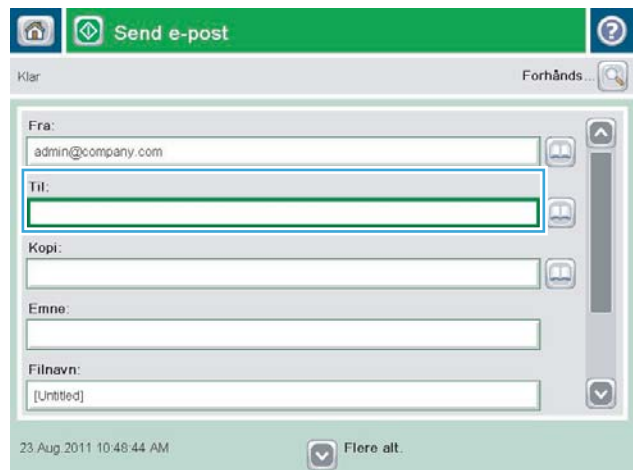 Send e-post
?
Klar
Forhånds...
Fra:
admin@company.com
Til:
Kopi:
Emne:
Filnavn:
[Untitled]
23 Aug 2011 10:48:44 AM
Flere alt.